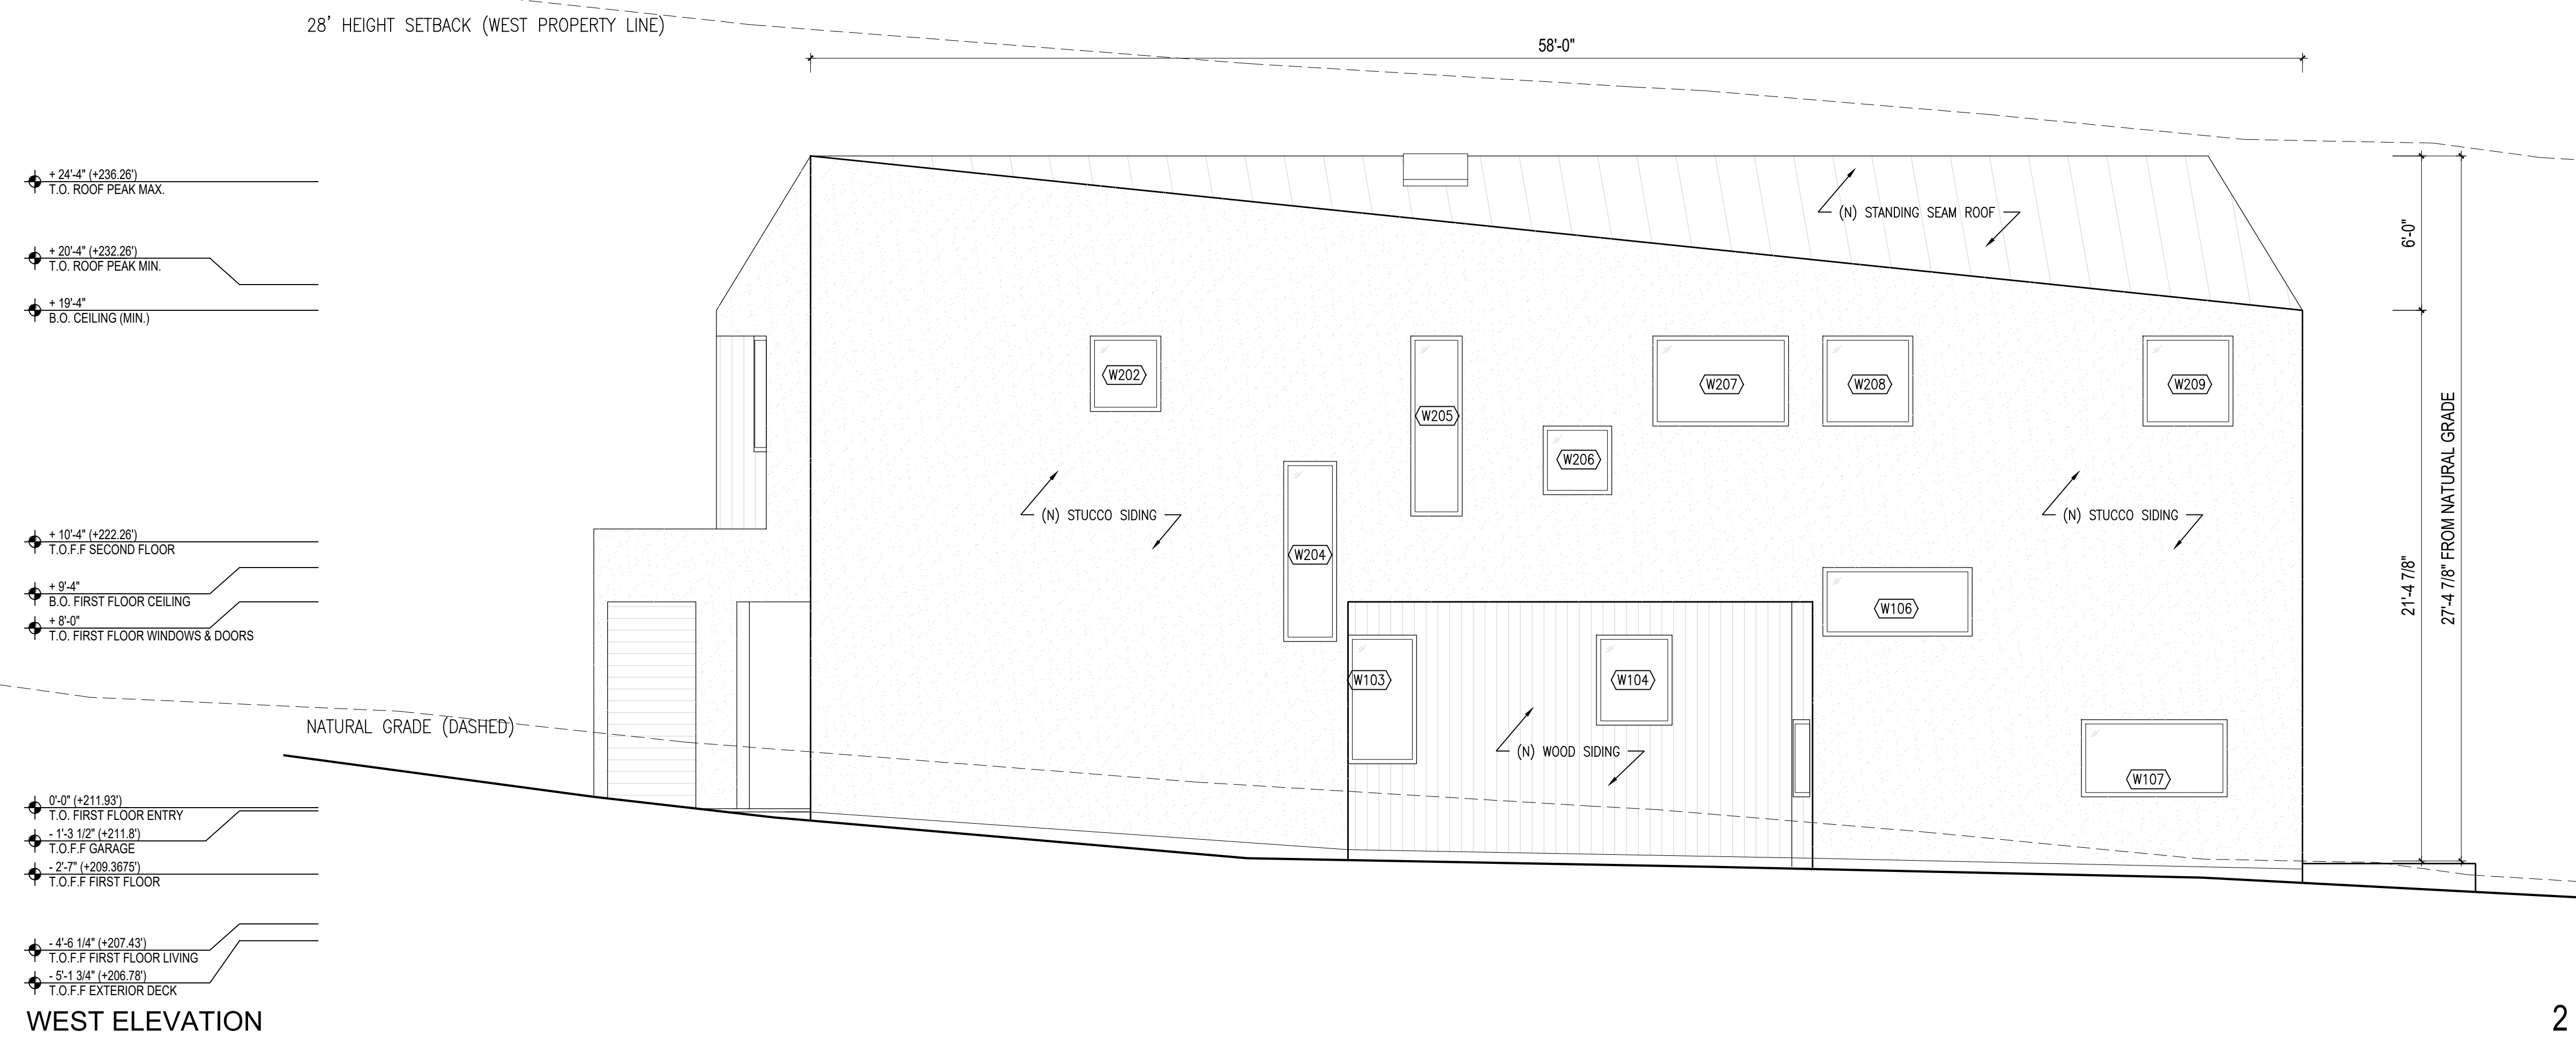 28' HEIGHT SETBACK (WEST PROPERTY LINE)
58'-0"
+ 24'-4" (+236.26')
T.O. ROOF PEAK MAX.
(N) STANDING SEAM ROOF
6'-0"
+ 20'-4" (+232.26')
T.O. ROOF PEAK MIN.
+ 19'-4"
B.O. CEILING (MIN.)
W202
W205
W207
W208
W209
W206
(N) STUCCO SIDING
(N) STUCCO SIDING
W204
+ 10'-4" (+222.26')
T.O.F.F SECOND FLOOR
+ 9'-4"
B.O. FIRST FLOOR CEILING
+ 8'-0"
T.O. FIRST FLOOR WINDOWS & DOORS
W106
21'-4 7/8"
27'-4 7/8" FROM NATURAL GRADE
W103
W104
NATURAL GRADE (DASHED)
(N) WOOD SIDING
W107
0'-0" (+211.93')
T.O. FIRST FLOOR ENTRY
- 1'-3 1/2" (+211.8')
T.O.F.F GARAGE
- 2'-7" (+209.3675')
T.O.F.F FIRST FLOOR
- 4'-6 1/4" (+207.43')
T.O.F.F FIRST FLOOR LIVING
- 5'-1 3/4" (+206.78')
T.O.F.F EXTERIOR DECK
WEST ELEVATION
2